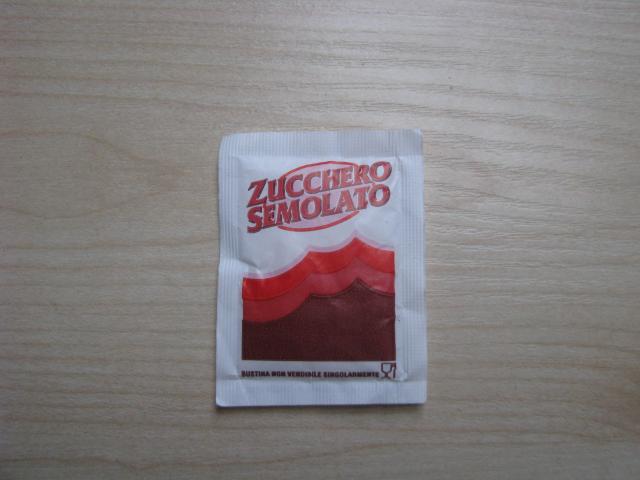 ZUCCHERO
SEMOLATO
BUSTINA NON VENDIBILE SINGOLARMENTE